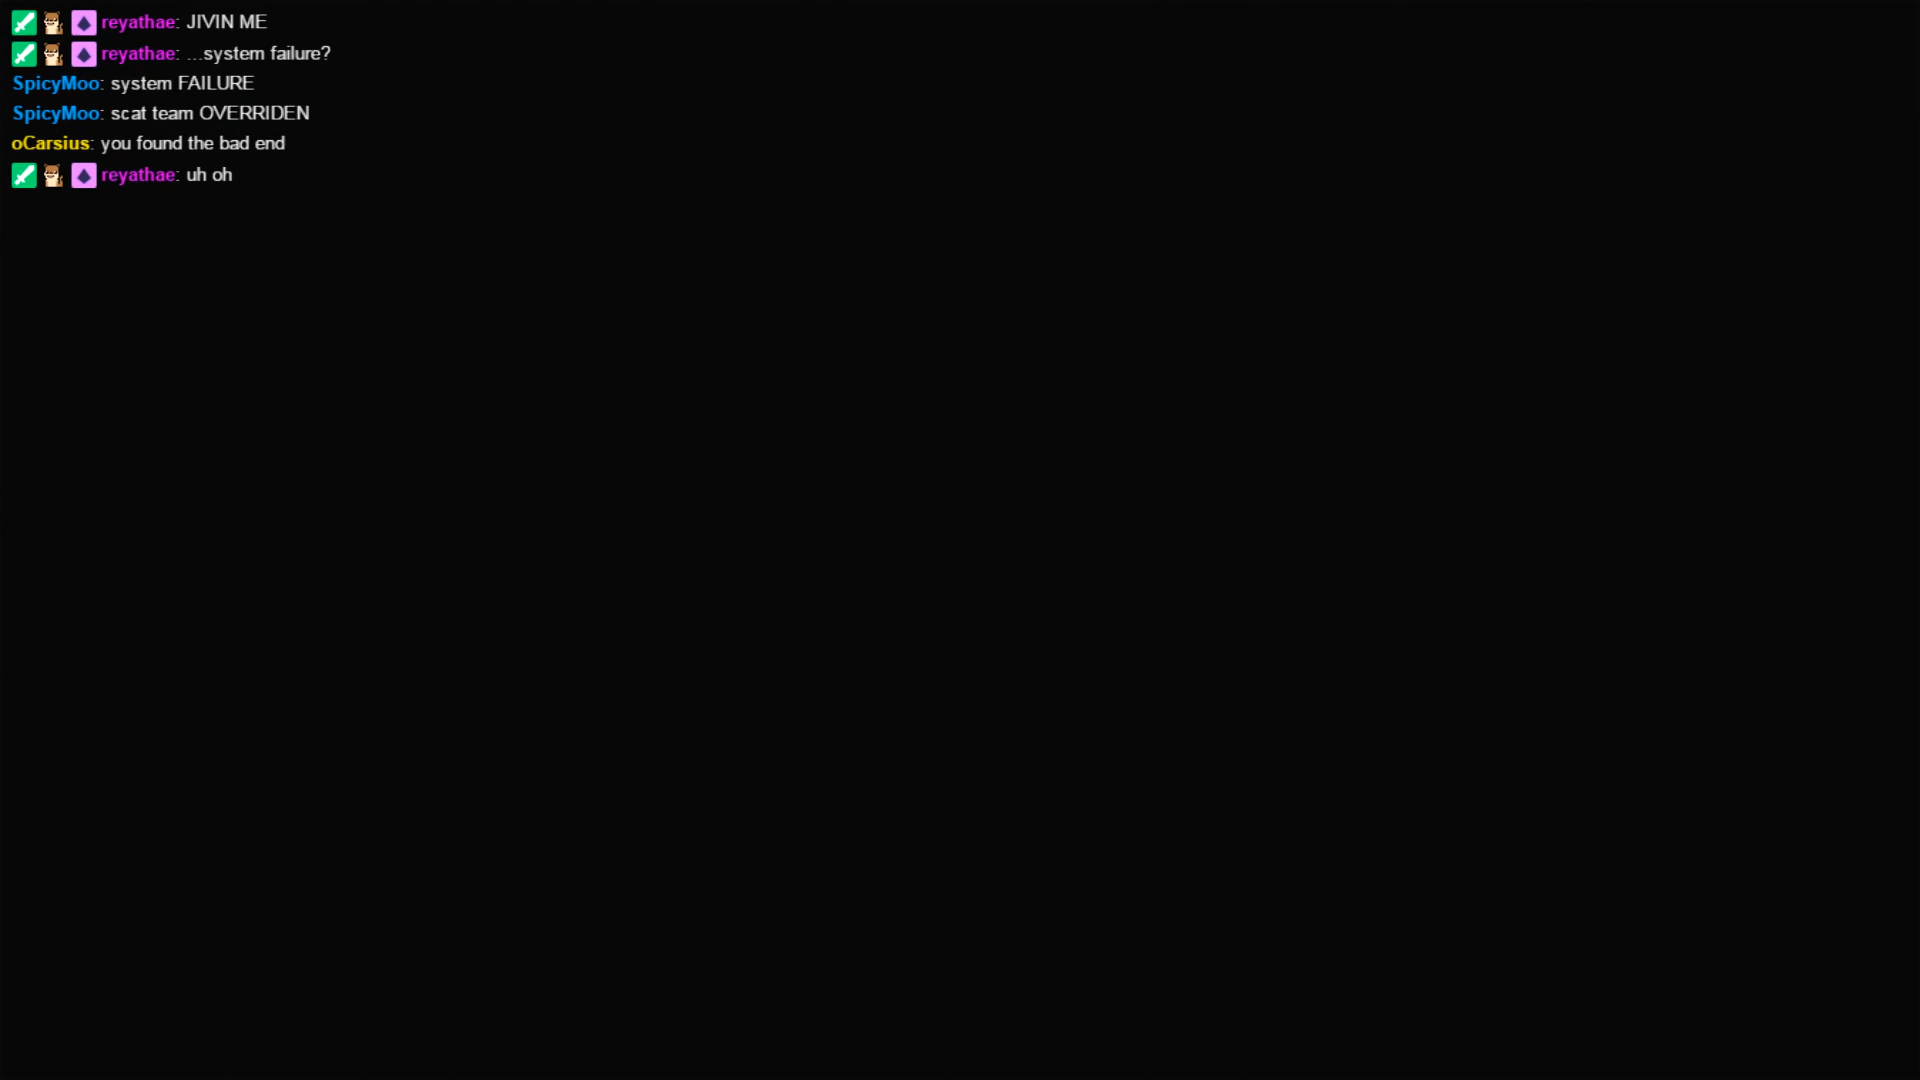 reyathae: JIVIN ME
reyathae: ...system failure?
SpicyMoo: system FAILURE
SpicyMoo: scat team OVERRIDEN
oCarsius: you found the bad end
reyathae: uh oh